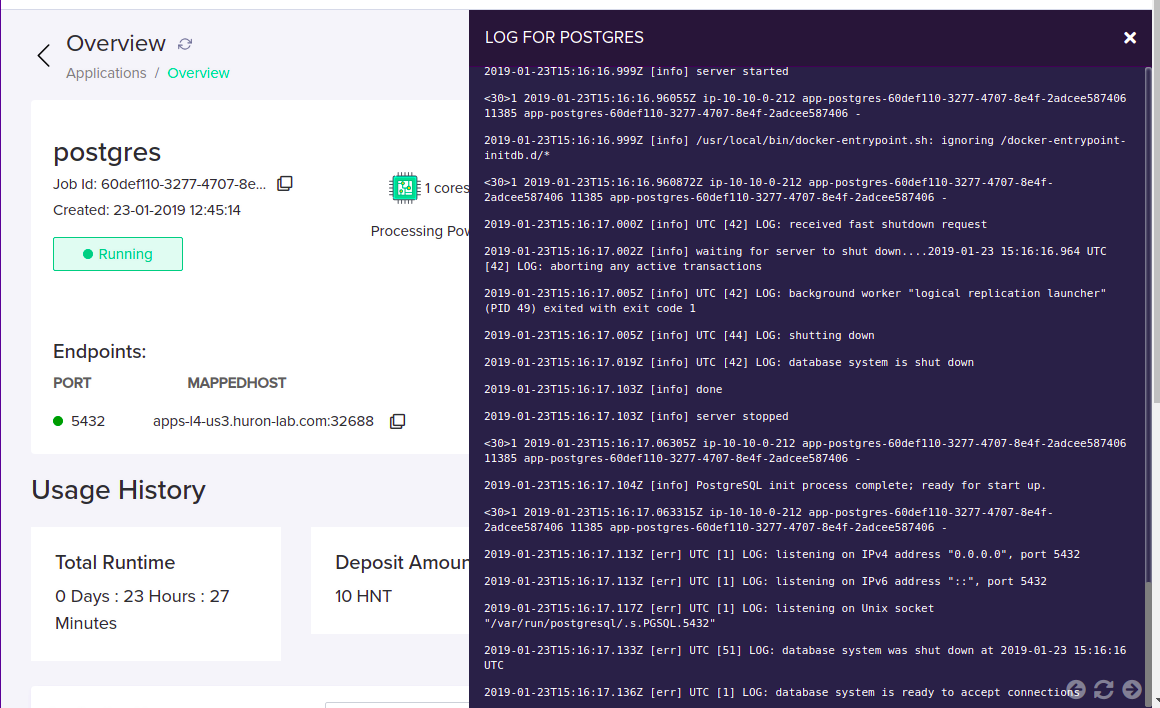 Overview
Applications / Overview
postgres
Job Id: 60def110-3277-4707-8e...
Created: 23-01-2019 12:45:14
Running
1 cores
Processing Pow
Endpoints:
PORT MAPPEDHOST
5432 apps-l4-us3.huron-lab.com:32688
Usage History
Total Runtime
0 Days : 23 Hours : 27
Minutes
Deposit Amoun
10 HNT
LOG FOR POSTGRES
2019-01-23T15:16:16.999Z [info] server started
<30>1 2019-01-23T15:16:16.96055Z ip-10-10-0-212 app-postgres-60def110-3277-4707-8e4f-2adcee587406
11385 app-postgres-60def110-3277-4707-8e4f-2adcee587406 -
2019-01-23T15:16:16.999Z [info] /usr/local/bin/docker-entrypoint.sh: ignoring /docker-entrypoint-
initdb.d/*
<30>1 2019-01-23T15:16:16.960872Z ip-10-10-0-212 app-postgres-60def110-3277-4707-8e4f-
2adcee587406 11385 app-postgres-60def110-3277-4707-8e4f-2adcee587406 -
2019-01-23T15:16:17.000Z [info] UTC [42] LOG: received fast shutdown request
2019-01-23T15:16:17.002Z [info] waiting for server to shut down....2019-01-23 15:16:16.964 UTC
[42] LOG: aborting any active transactions
2019-01-23T15:16:17.005Z [info] UTC [42] LOG: background worker "logical replication launcher"
(PID 49) exited with exit code 1
2019-01-23T15:16:17.005Z [info] UTC [44] LOG: shutting down
2019-01-23T15:16:17.019Z [info] UTC [42] LOG: database system is shut down
2019-01-23T15:16:17.103Z [info] done
2019-01-23T15:16:17.103Z [info] server stopped
<30>1 2019-01-23T15:16:17.06305Z ip-10-10-0-212 app-postgres-60def110-3277-4707-8e4f-2adcee587406
11385 app-postgres-60def110-3277-4707-8e4f-2adcee587406 -
2019-01-23T15:16:17.104Z [info] PostgreSQL init process complete; ready for start up.
<30>1 2019-01-23T15:16:17.063315Z ip-10-10-0-212 app-postgres-60def110-3277-4707-8e4f-
2adcee587406 11385 app-postgres-60def110-3277-4707-8e4f-2adcee587406 -
2019-01-23T15:16:17.113Z [err] UTC [1] LOG: listening on IPv4 address "0.0.0.0", port 5432
2019-01-23T15:16:17.113Z [err] UTC [1] LOG: listening on IPv6 address "::", port 5432
2019-01-23T15:16:17.117Z [err] UTC [1] LOG: listening on Unix socket
"/var/run/postgresql/.s.PGSQL.5432"
2019-01-23T15:16:17.133Z [err] UTC [51] LOG: database system was shut down at 2019-01-23 15:16:16
UTC
2019-01-23T15:16:17.136Z [err] UTC [1] LOG: database system is ready to accept connections